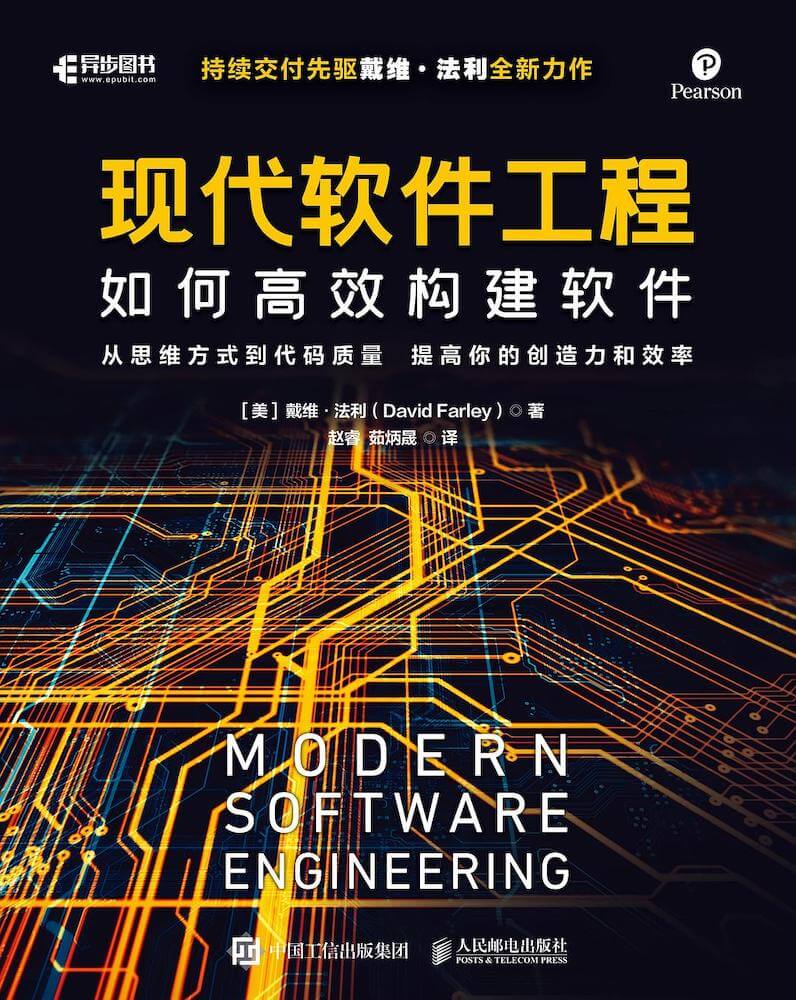 异步图书
www.epubit.com
持续交付先驱戴维·法利全新力作
Pearson
现代软件工程
如何高效构建软件
从思维方式到代码质量 提高你的创造力和效率
[美]戴维·法利(David Farley)◎著
赵睿 茹炳晟◎译
MODERN
SOFTWARE
ENGINEERING
中国工信出版集团
人民邮电出版社
POSTS & TELECOM PRESS